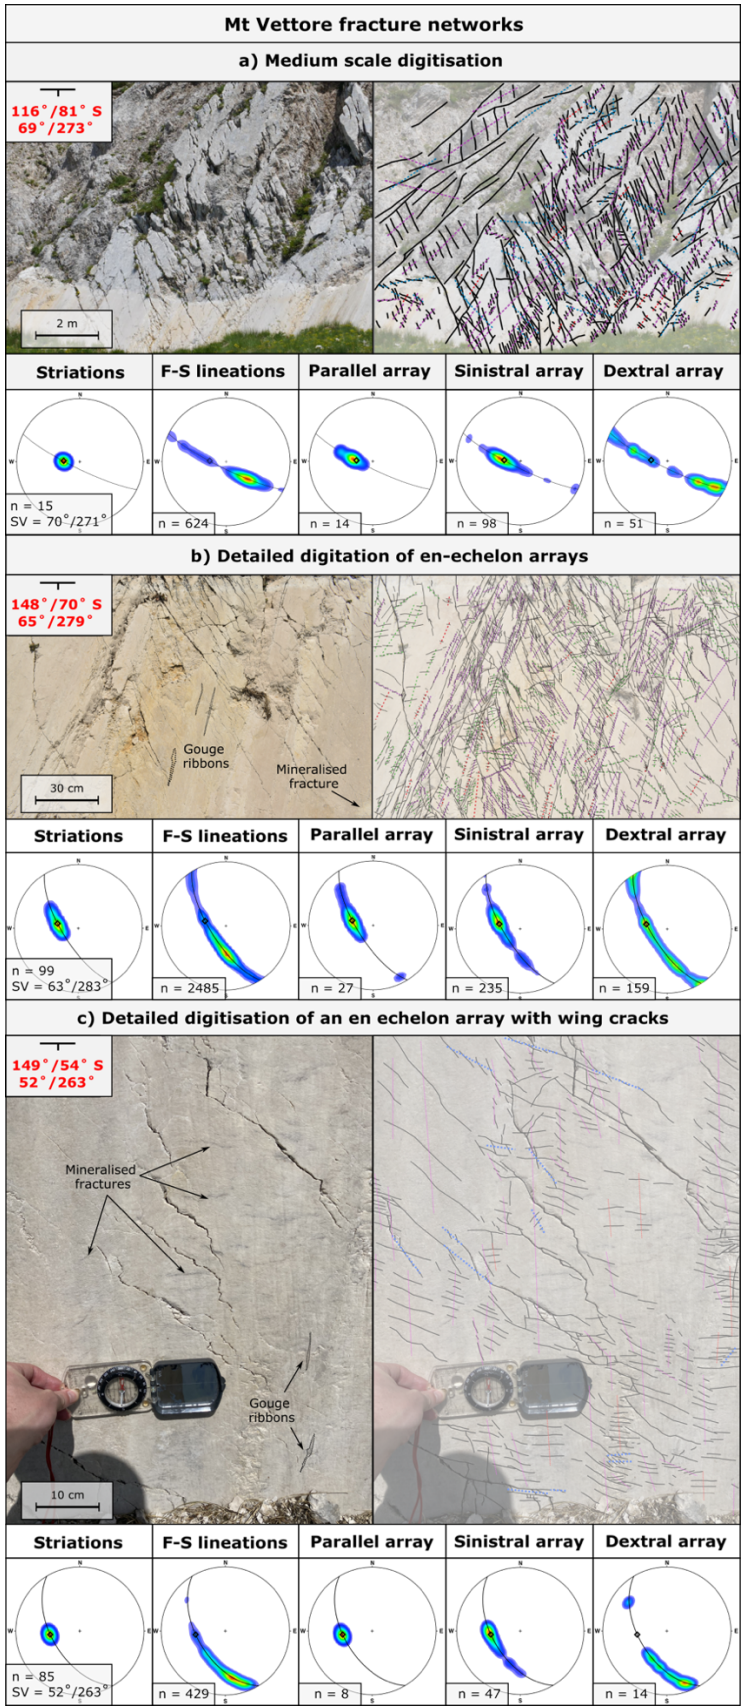 Mt Vettore fracture networks
a) Medium scale digitisation
116°/81° S
69°/273°
2 m
Striations
F-S lineations
Parallel array
Sinistral array
Dextral array
N
W
E
S
n = 15
SV = 70°/271°
N
W
E
S
n = 624
N
W
E
S
n = 14
N
W
E
S
n = 98
N
W
E
S
n = 51
b) Detailed digitation of en-echelon arrays
148°/70° S
65°/279°
Gouge
ribbons
Mineralised
fracture
30 cm
Striations
F-S lineations
Parallel array
Sinistral array
Dextral array
N
W
E
S
n = 99
SV = 63°/283°
N
W
E
S
n = 2485
N
W
E
S
n = 27
N
W
E
S
n = 235
N
W
E
S
n = 159
c) Detailed digitisation of an en echelon array with wing cracks
149°/54° S
52°/263°
Mineralised
fractures
Gouge
ribbons
10 cm
Striations
F-S lineations
Parallel array
Sinistral array
Dextral array
N
W
E
S
n = 85
SV = 52°/263°
N
W
E
S
n = 429
N
W
E
S
n = 8
N
W
E
S
n = 47
N
W
E
S
n = 14